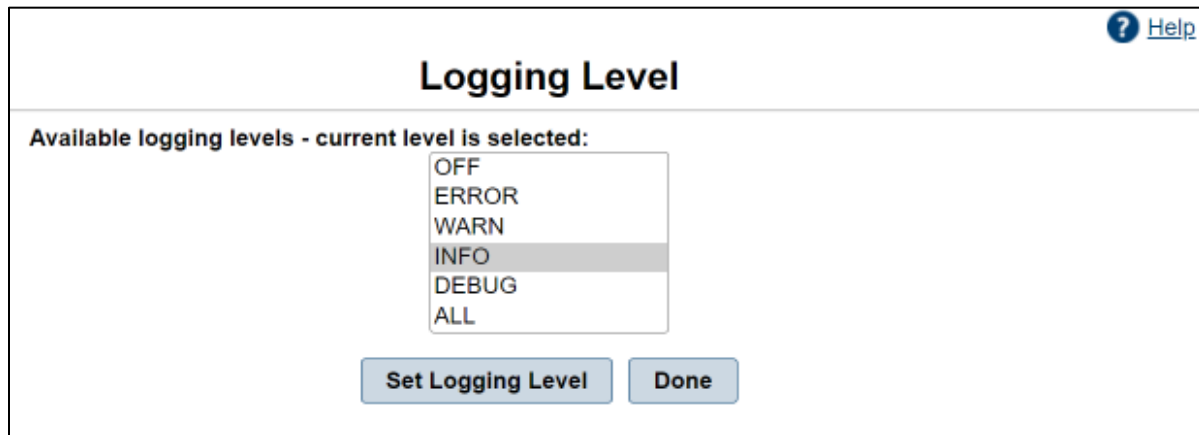 ? Help
Logging Level
Available logging levels - current level is selected:
OFF
ERROR
WARN
INFO
DEBUG
ALL
Set Logging Level Done